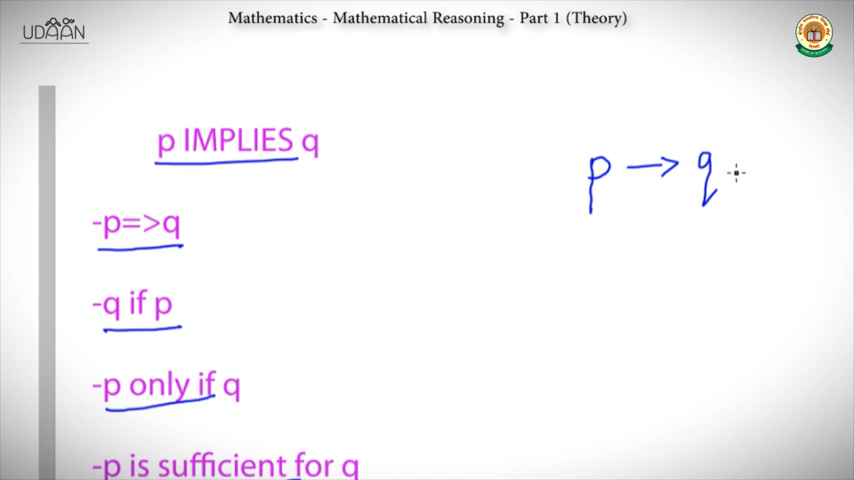 Mathematics - Mathematical Reasoning - Part 1 (Theory)
UDAAN
p IMPLIES q
p → q
-p=>q
-q if p
-p only if q
-p is sufficient for q